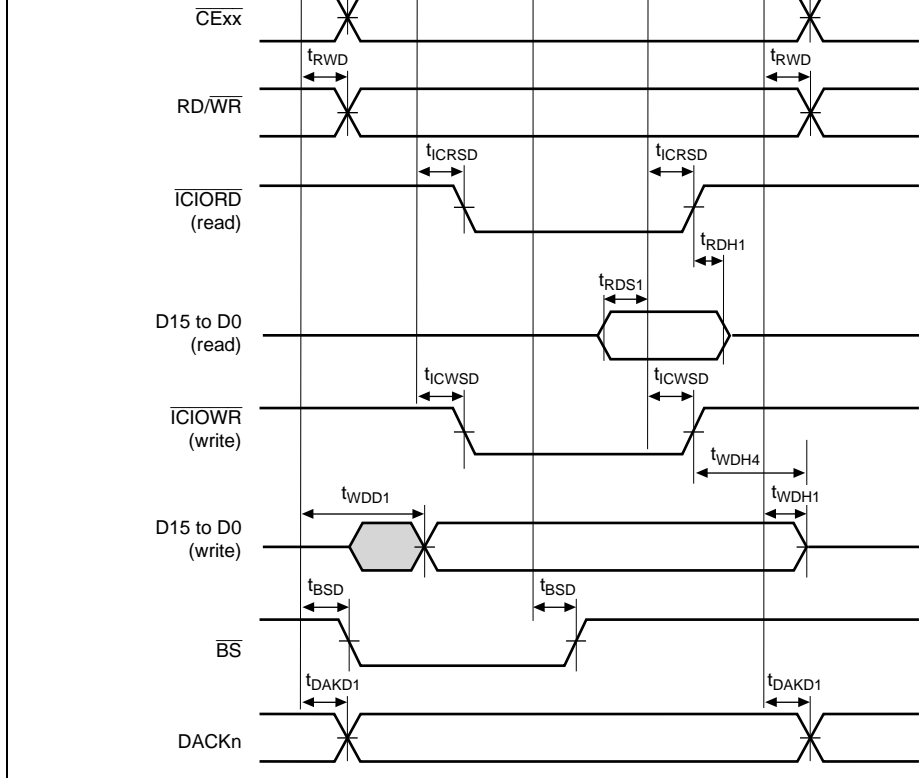 CExx
tRWD tRWD
RD/WR
tICRSD tICRSD
ICIORD
(read)
tRDH1
tRDS1
D15 to D0
(read)
tICWSD tICWSD
ICIOWR
(write)
tWDH4
tWDD1 tWDH1
D15 to D0
(write)
tBSD tBSD
BS
tDAKD1 tDAKD1
DACKn